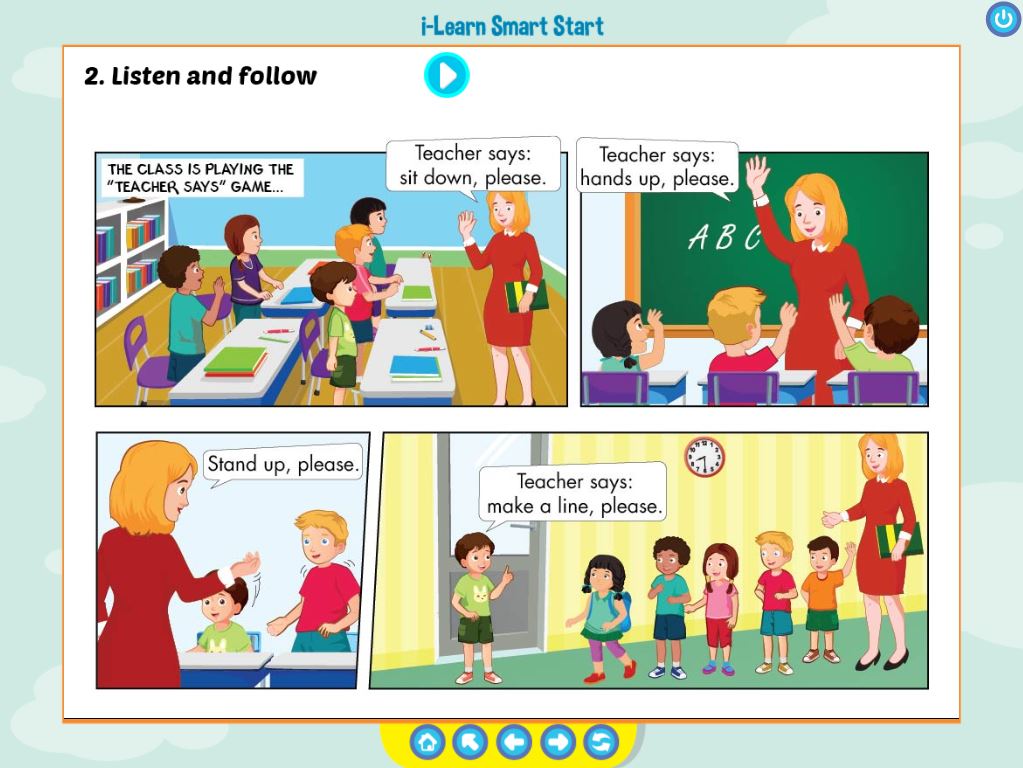 i-Learn Smart Start
2. Listen and follow
THE CLASS IS PLAYING THE
"TEACHER SAYS" GAME...
Teacher says:
sit down, please.
Teacher says:
hands up, please.
A B C
Stand up, please.
Teacher says:
make a line, please.